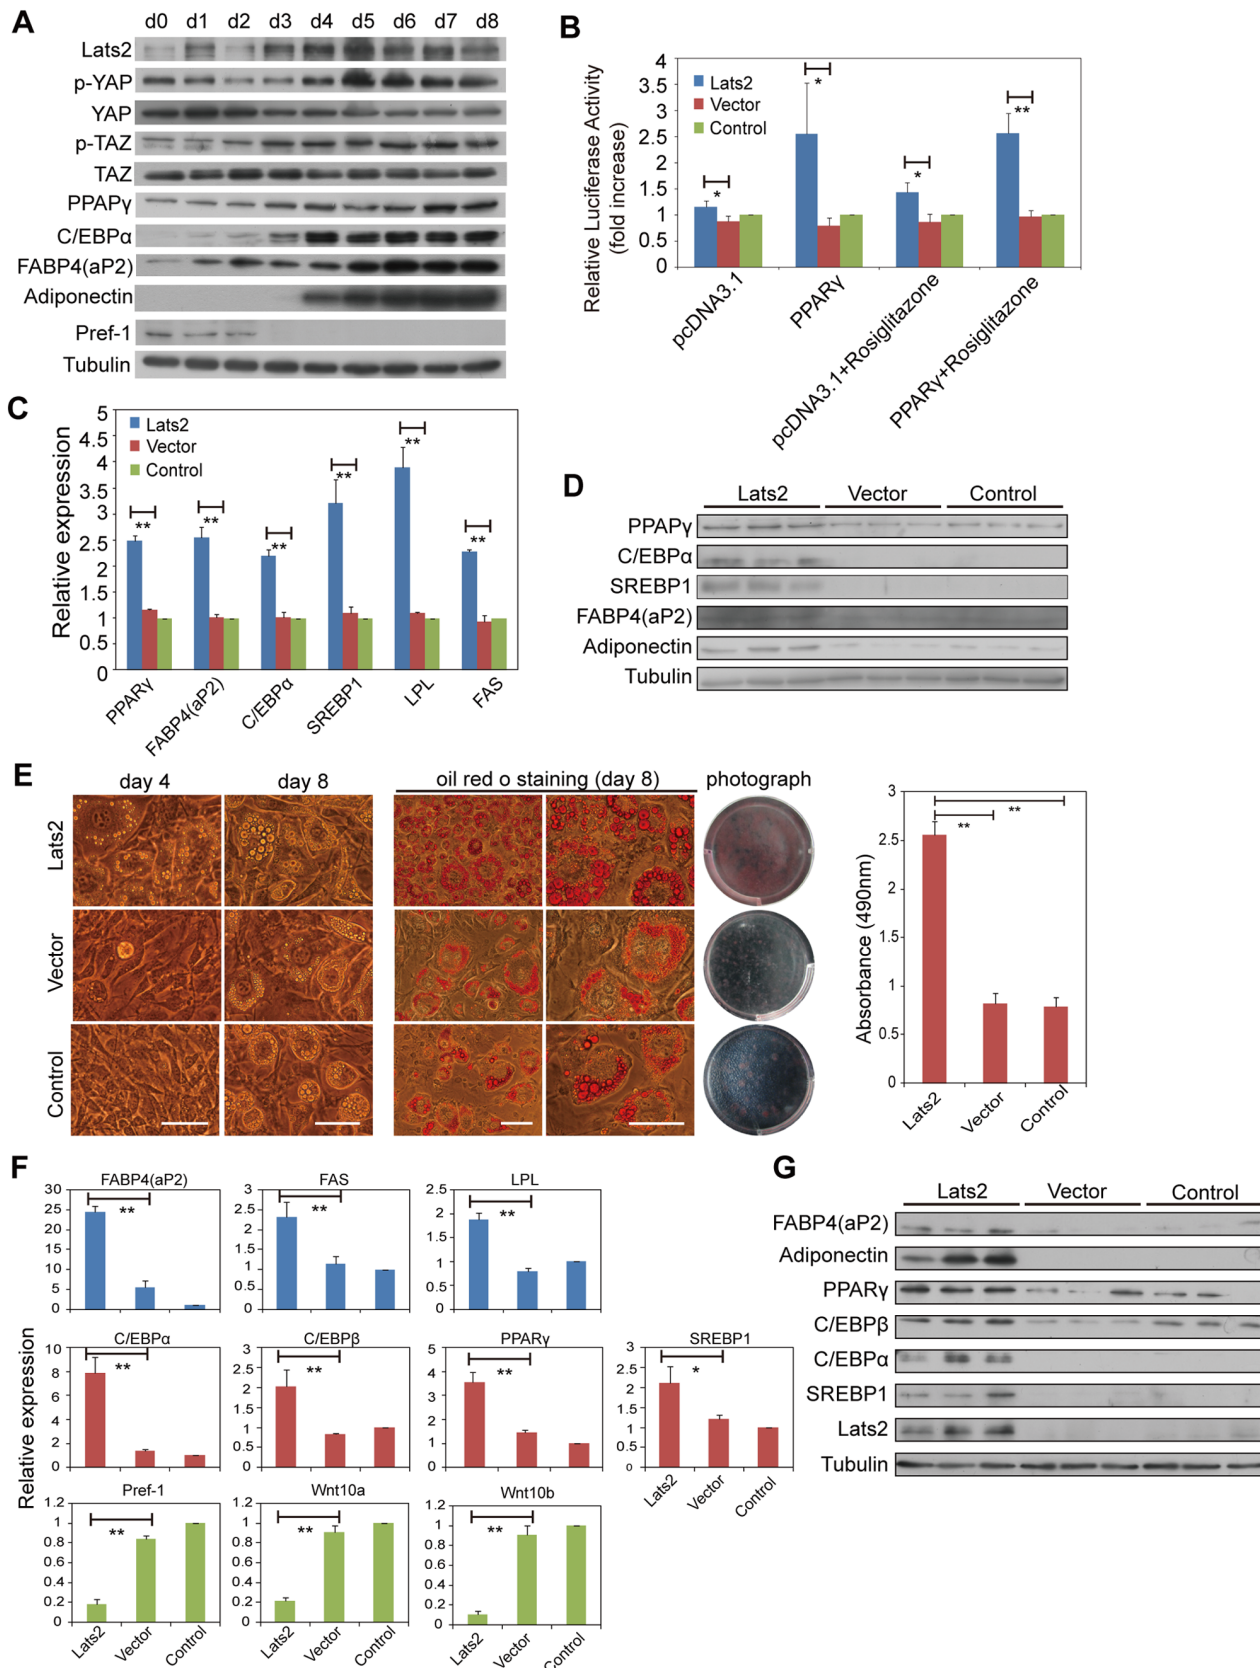 A
d0 d1 d2 d3 d4 d5 d6 d7 d8
Lats2
p-YAP
YAP
p-TAZ
TAZ
PPAPγ
C/EBPα
FABP4(aP2)
Adiponectin
Pref-1
Tubulin
B
Relative Luciferase Activity
(fold increase)
4
3.5
3
2.5
2
1.5
1
0.5
0
Lats2
Vector
Control
*
*
*
**
pcDNA3.1
PPARγ
pcDNA3.1+Rosiglitazone
PPARγ+Rosiglitazone
C
Relative expression
5
4.5
4
3.5
3
2.5
2
1.5
1
0.5
0
Lats2
Vector
Control
**
**
**
**
**
**
PPARγ
FABP4(aP2)
C/EBPα
SREBP1
LPL
FAS
D
Lats2 Vector Control
PPAPγ
C/EBPα
SREBP1
FABP4(aP2)
Adiponectin
Tubulin
E
day 4 day 8 oil red o staining (day 8) photograph
Lats2
Vector
Control
Absorbance (490nm)
3
2.5
2
1.5
1
0.5
0
**
**
Lats2
Vector
Control
F
Relative expression
FABP4(aP2)
30
25
20
15
10
5
0
**
FAS
3
2.5
2
1.5
1
0.5
0
**
LPL
2.5
2
1.5
1
0.5
0
**
C/EBPα
10
8
6
4
2
0
**
C/EBPβ
3
2.5
2
1.5
1
0.5
0
**
PPARγ
5
4
3
2
1
0
**
SREBP1
3
2.5
2
1.5
1
0.5
0
*
Lats2
Vector
Control
Pref-1
1.2
1
0.8
0.6
0.4
0.2
0
**
Lats2
Vector
Control
Wnt10a
1.2
1
0.8
0.6
0.4
0.2
0
**
Lats2
Vector
Control
Wnt10b
1.2
1
0.8
0.6
0.4
0.2
0
**
Lats2
Vector
Control
G
Lats2 Vector Control
FABP4(aP2)
Adiponectin
PPARγ
C/EBPβ
C/EBPα
SREBP1
Lats2
Tubulin